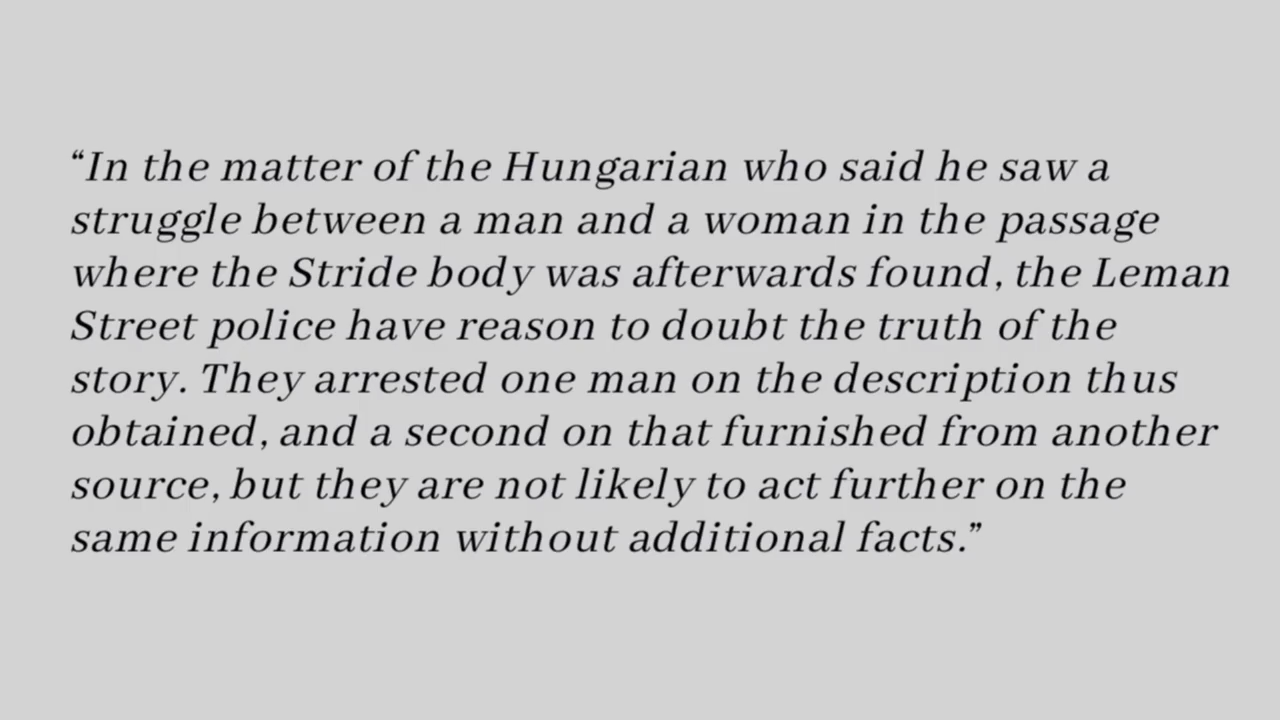 “In the matter of the Hungarian who said he saw a
struggle between a man and a woman in the passage
where the Stride body was afterwards found, the Leman
Street police have reason to doubt the truth of the
story. They arrested one man on the description thus
obtained, and a second on that furnished from another
source, but they are not likely to act further on the
same information without additional facts.”